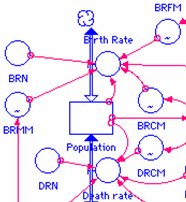 BRFM
Birth Rate
BRN
BRMM
BRCM
Population
DRN
DRCM
Death rate